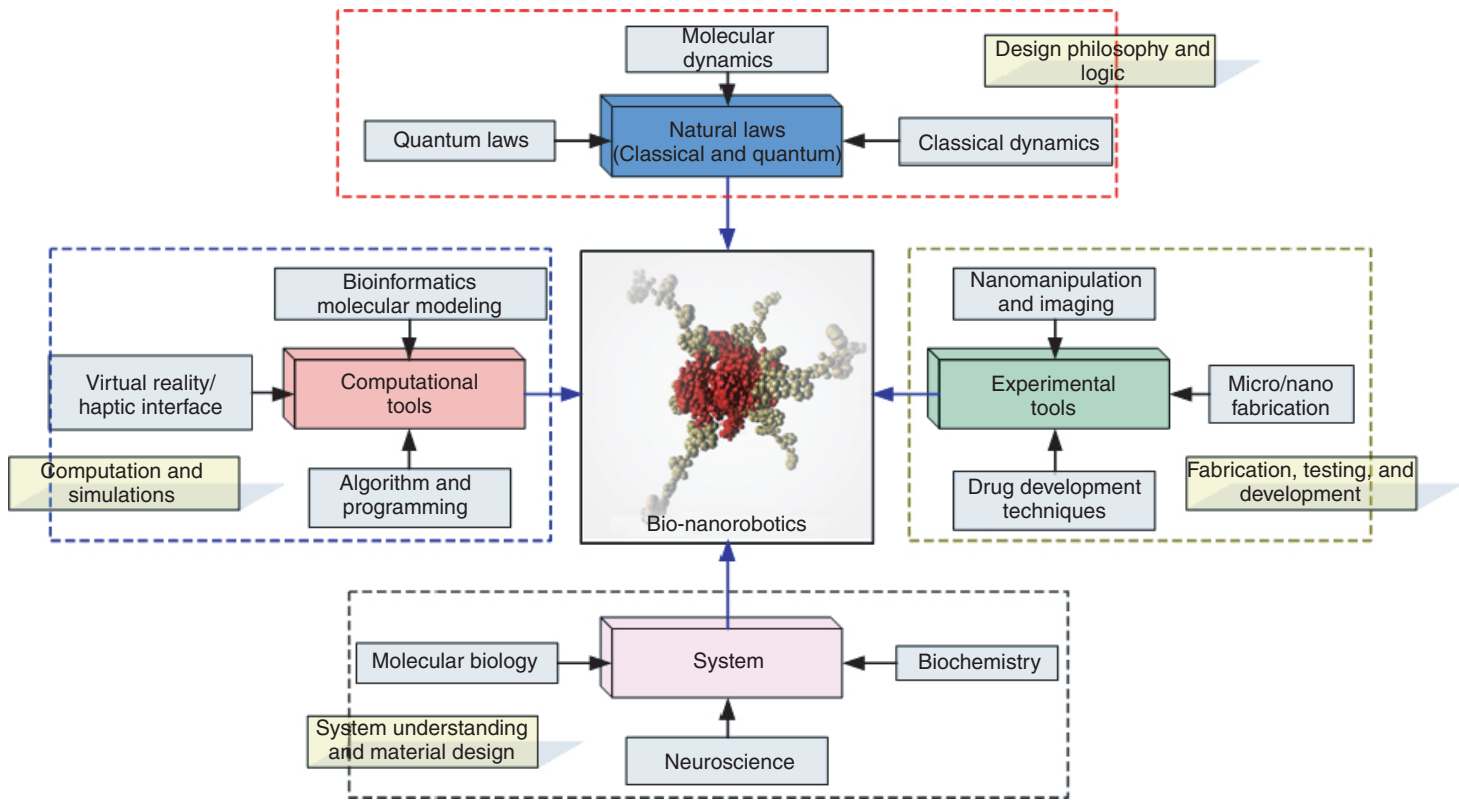 Molecular
dynamics
Design philosophy and
logic
Quantum laws
Natural laws
(Classical and quantum)
Classical dynamics
Bioinformatics
molecular modeling
Virtual reality/
haptic interface
Computational
tools
Computation and
simulations
Algorithm and
programming
Bio-nanorobotics
Nanomanipulation
and imaging
Experimental
tools
Micro/nano
fabrication
Drug development
techniques
Fabrication, testing, and
development
Molecular biology
System
Biochemistry
System understanding
and material design
Neuroscience